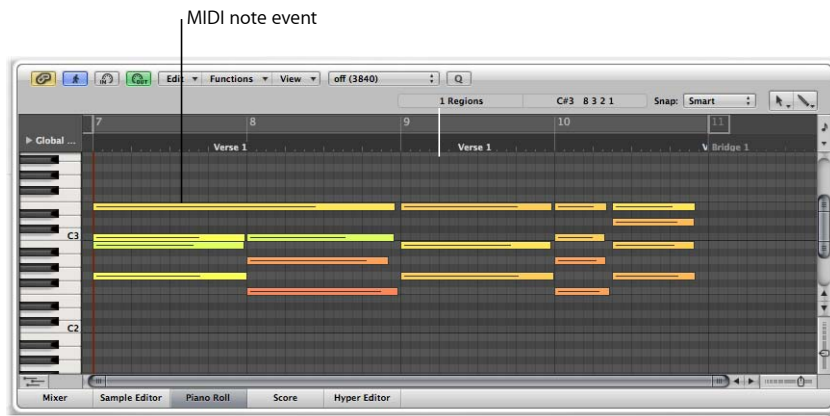 MIDI note event
IN OUT Edit Functions View off (3840) Q
1 Regions C#3 8 3 2 1 Snap: Smart
7 8 9 10 11
Global ...
Verse 1 Verse 1 V Bridge 1
C3
C2
Mixer Sample Editor Piano Roll Score Hyper Editor